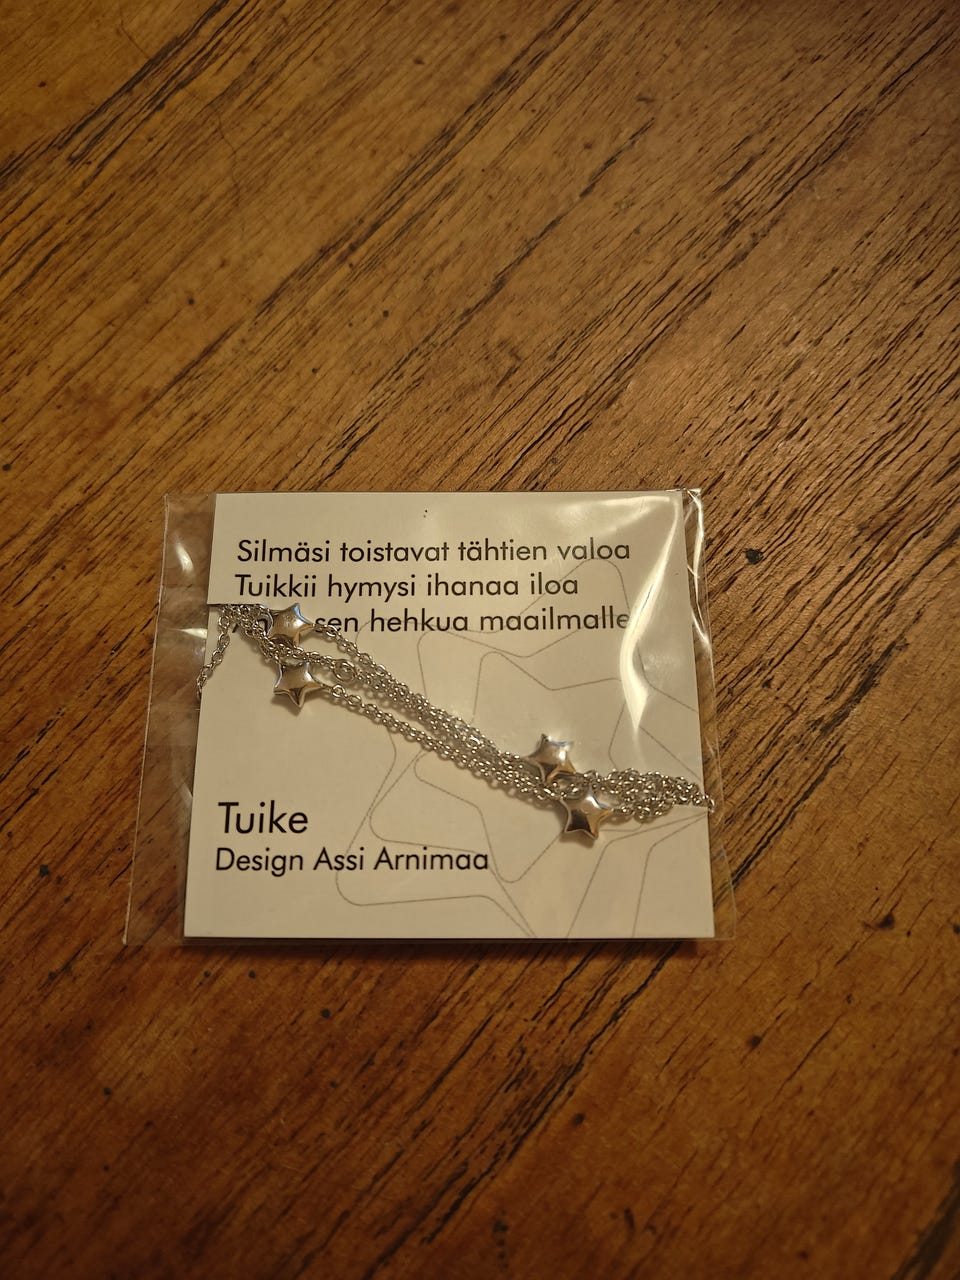 Silmäsi toistavat tähtien valoa
Tuikkii hymysi ihanaa iloa
hehkua maailmalle
Tuike
Design Assi Arnimaa